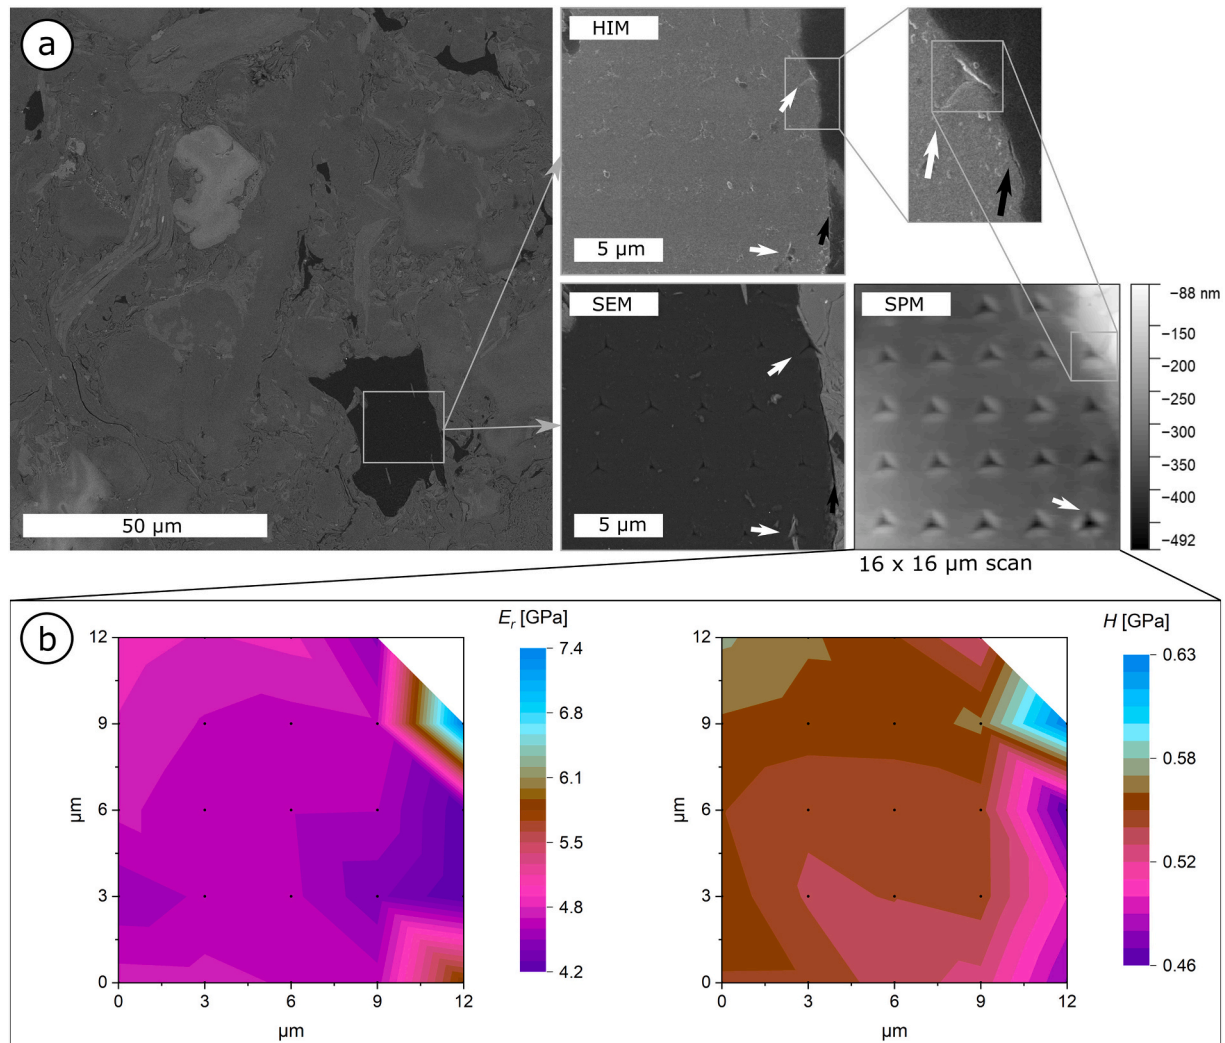 a
HIM
5 µm
50 µm
SEM
5 µm
SPM
16 x 16 µm scan
−88 nm
−150
−200
−250
−300
−350
−400
−492
b
Er [GPa]
12
9
6
3
0
µm
0
3
6
9
12
µm
7.4
6.8
6.1
5.5
4.8
4.2
H [GPa]
12
9
6
3
0
µm
0
3
6
9
12
µm
0.63
0.58
0.52
0.46